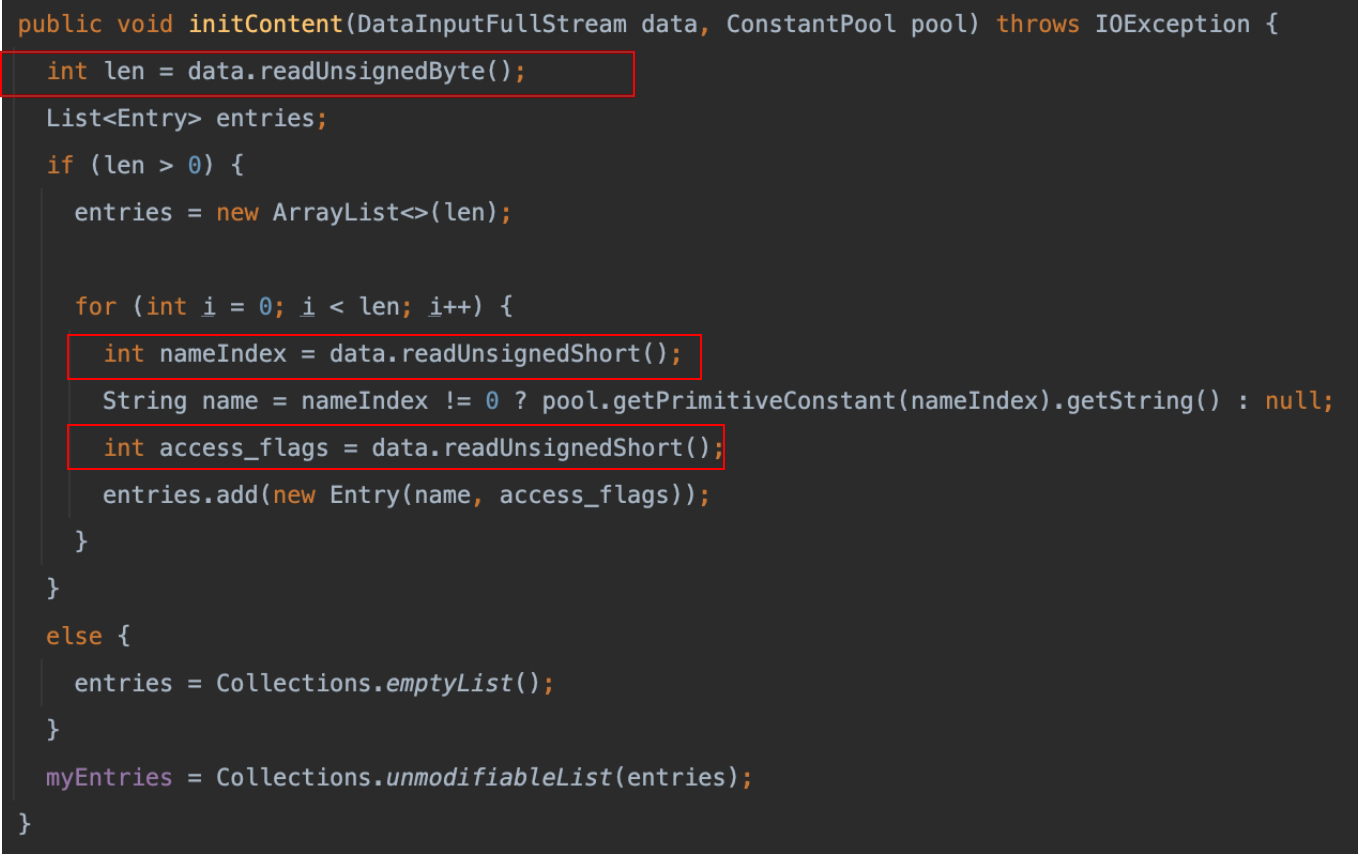 public void initContent(DataInputFullStream data, ConstantPool pool) throws IOException {
int len = data.readUnsignedByte();
List<Entry> entries;
if (len > 0) {
entries = new ArrayList<>(len);
for (int i = 0; i < len; i++) {
int nameIndex = data.readUnsignedShort();
String name = nameIndex != 0 ? pool.getPrimitiveConstant(nameIndex).getString() : null;
int access_flags = data.readUnsignedShort();
entries.add(new Entry(name, access_flags));
}
}
else {
entries = Collections.emptyList();
}
myEntries = Collections.unmodifiableList(entries);
}